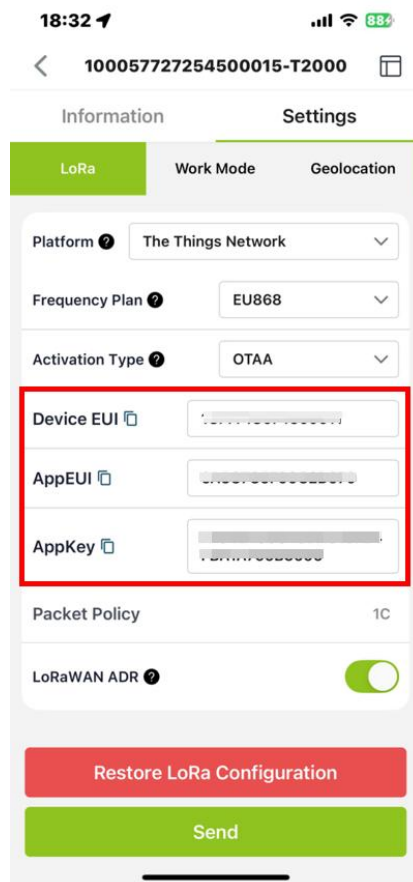 18:32
88
100057727254500015-T2000
Information Settings
LoRa Work Mode Geolocation
Platform ? The Things Network
Frequency Plan ? EU868
Activation Type ? OTAA
Device EUI
AppEUI
AppKey
Packet Policy 1C
LoRaWAN ADR ?
Restore LoRa Configuration
Send